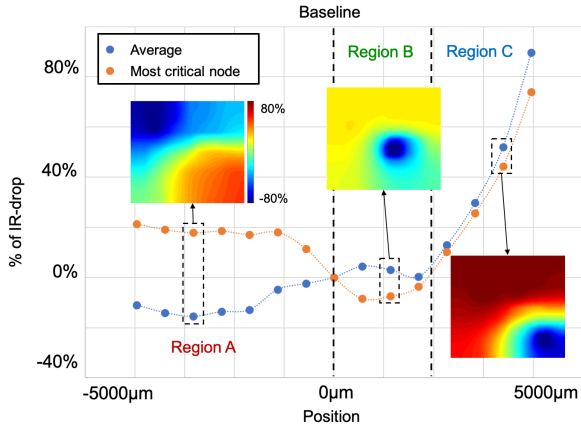 Baseline
Average
Most critical node
Region B
Region C
80%
80%
-80%
40%
0%
-40%
% of IR-drop
Region A
-5000μm
0μm
5000μm
Position